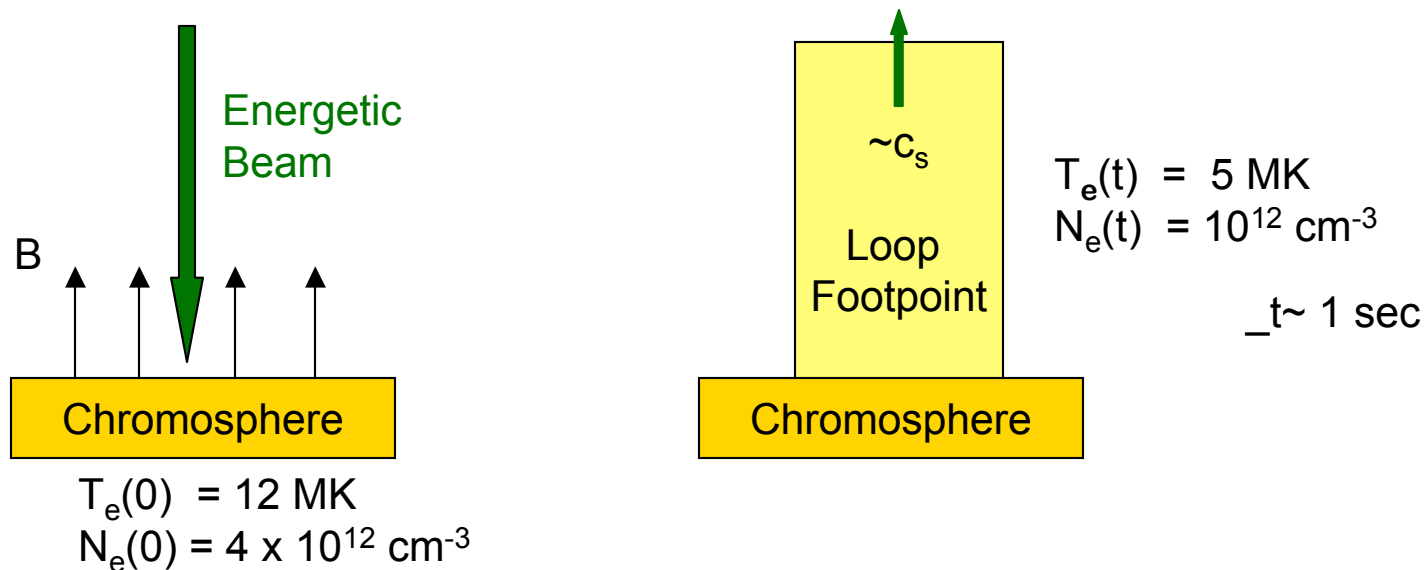 Energetic
Beam
B
Chromosphere
Tₑ(0) = 12 MK
Nₑ(0) = 4 x 10¹² cm⁻³
~cₛ
Loop
Footpoint
Chromosphere
Tₑ(t) = 5 MK
Nₑ(t) = 10¹² cm⁻³
_t~ 1 sec